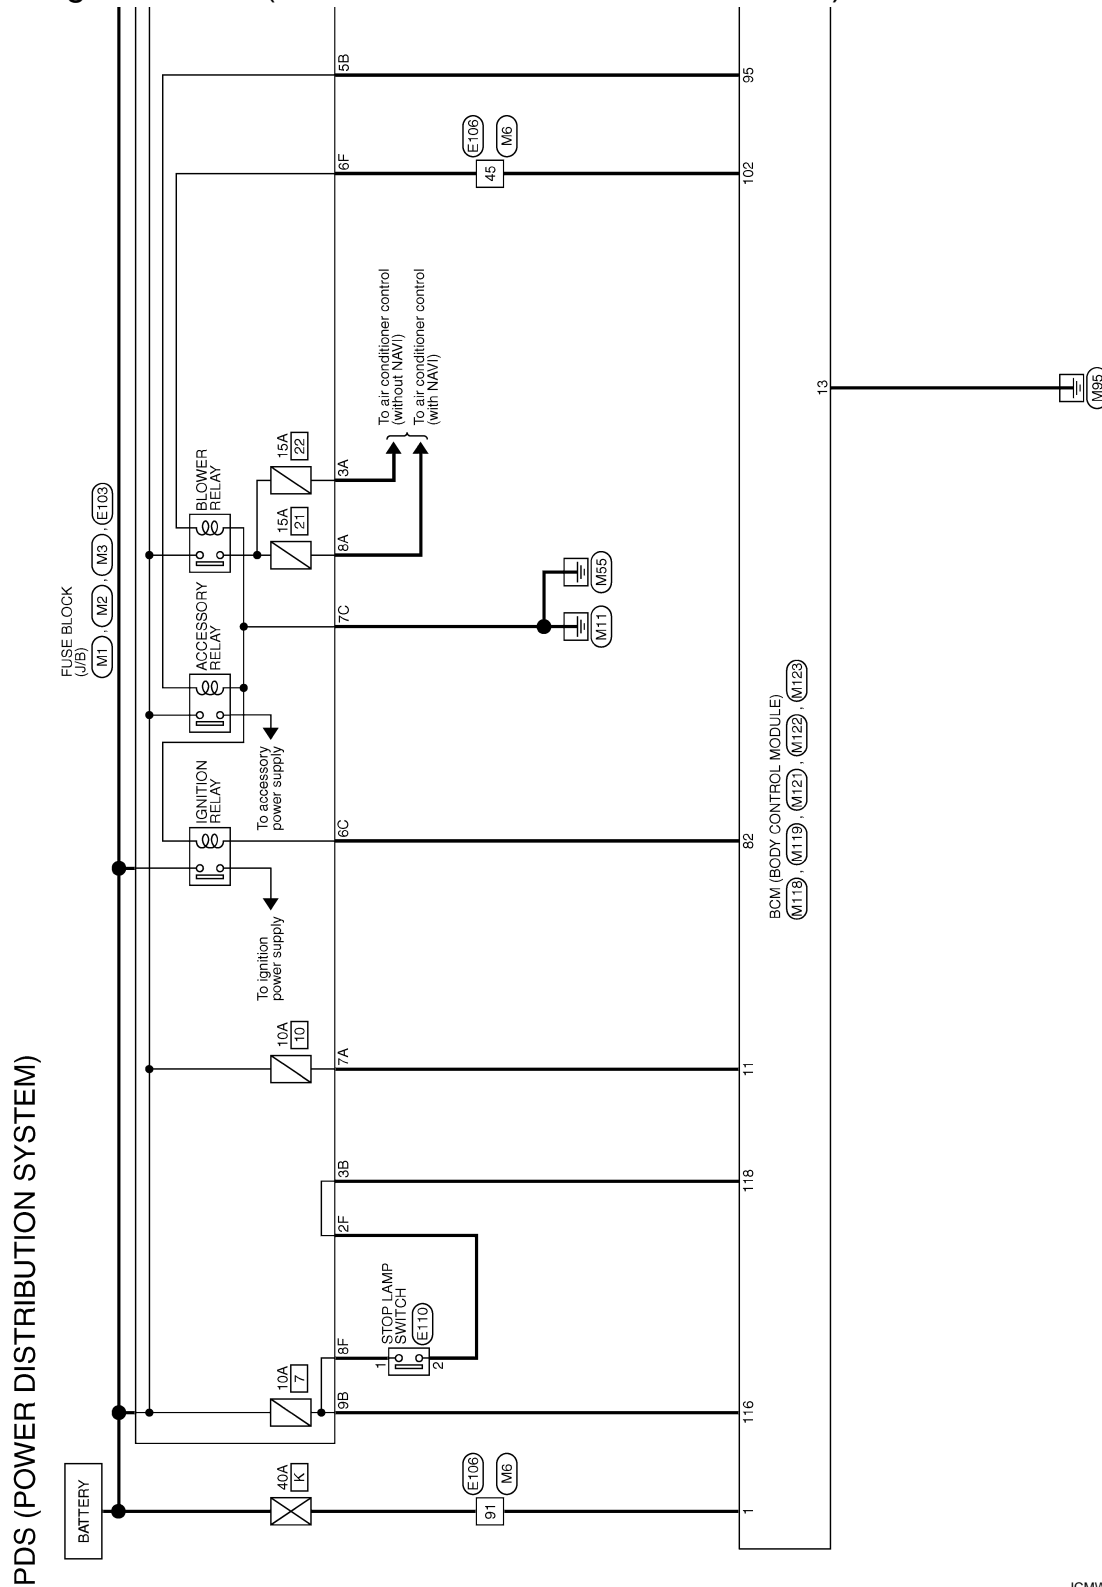 PDS (POWER DISTRIBUTION SYSTEM)
BATTERY
FUSE BLOCK
(J/B)
M1 , M2 , M3 , E103
40A
K
E106
M6
91
1
10A
7
9B
116
8F
STOP LAMP
SWITCH
E110
1
2
2F
3B
118
10A
10
7A
11
IGNITION
RELAY
To ignition
power supply
6C
82
ACCESSORY
RELAY
To accessory
power supply
7C
M11
M55
BLOWER
RELAY
15A
21
8A
15A
22
3A
To air conditioner control
(without NAVI)
To air conditioner control
(with NAVI)
6F
E106
M6
45
102
5B
95
BCM (BODY CONTROL MODULE)
M118 , M119 , M121 , M122 , M123
13
M95